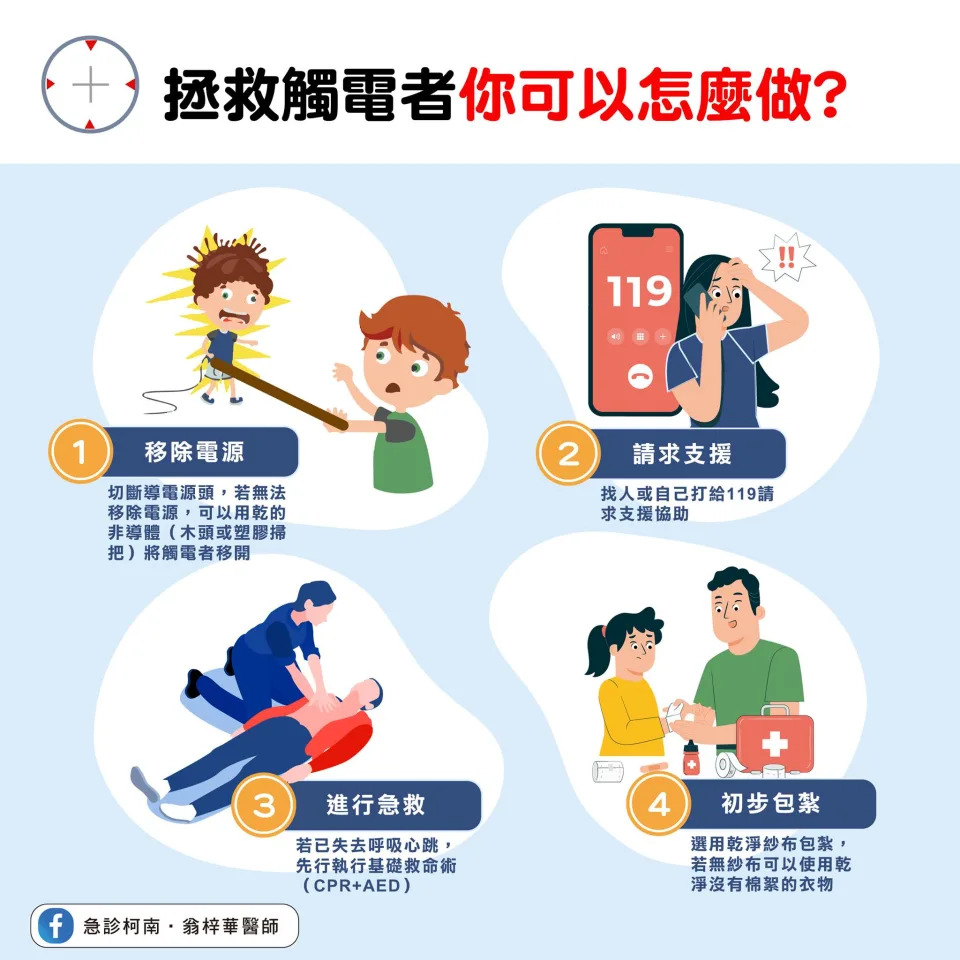 拯救觸電者你可以怎麼做?
1
移除電源
切斷導電源頭，若無法
移除電源，可以用乾的
非導體（木頭或塑膠掃
把）將觸電者移開
119
!!
2
請求支援
找人或自己打給119請
求支援協助
3
進行急救
若已失去呼吸心跳，
先行執行基礎救命術
（CPR+AED）
4
初步包紮
選用乾淨紗布包紮，
若無紗布可以使用乾
淨沒有棉絮的衣物
急診柯南・翁梓華醫師